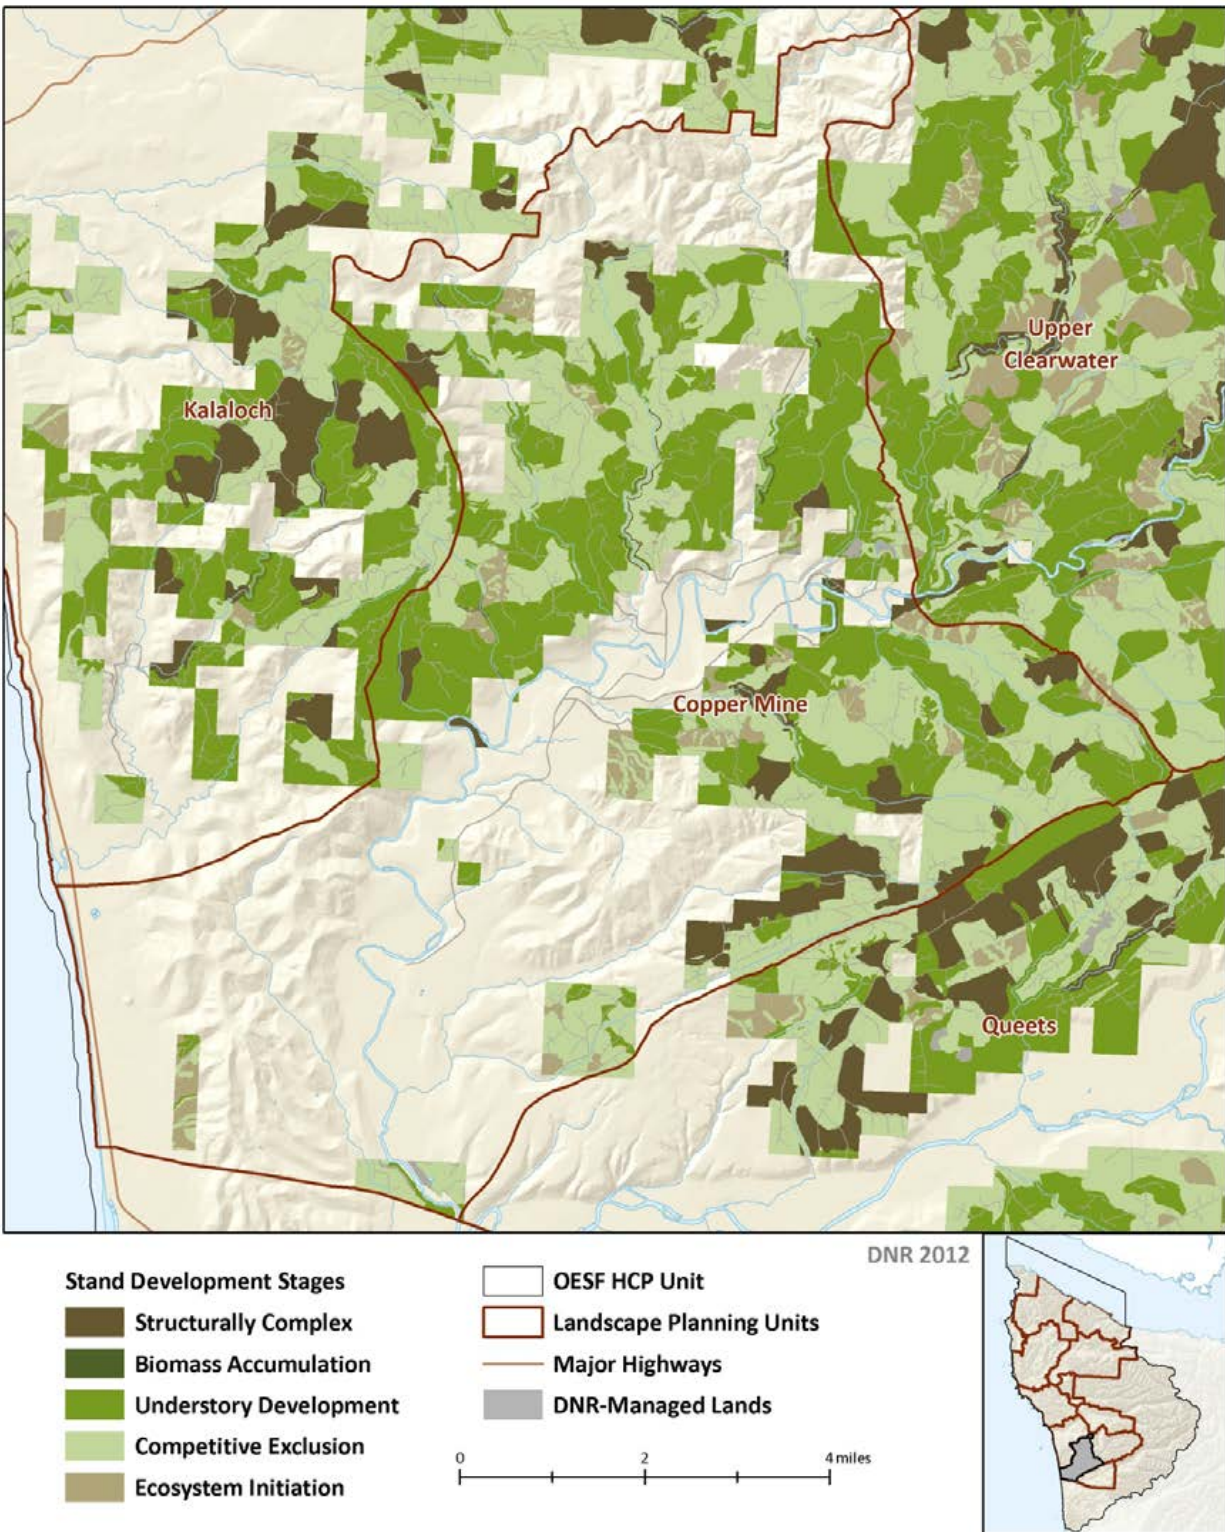 Upper
Clearwater
Kalaloch
Copper Mine
Queets
DNR 2012
Stand Development Stages
Structurally Complex
Biomass Accumulation
Understory Development
Competitive Exclusion
Ecosystem Initiation
OESF HCP Unit
Landscape Planning Units
Major Highways
DNR-Managed Lands
0 2 4 miles